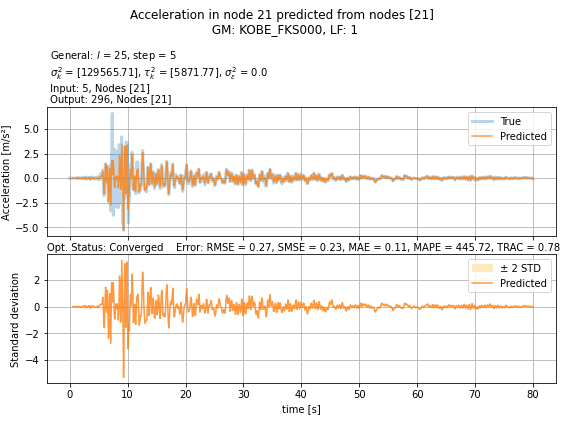 Acceleration in node 21 predicted from nodes [21]
GM: KOBE_FKS000, LF: 1
General: l = 25, step = 5
σ²ₖ = [129565.71], τ²ₖ = [5871.77], σ²ε = 0.0
Input: 5, Nodes [21]
Output: 296, Nodes [21]
Acceleration [m/s²]
5.0
2.5
0.0
−2.5
−5.0
True
Predicted
Opt. Status: Converged Error: RMSE = 0.27, SMSE = 0.23, MAE = 0.11, MAPE = 445.72, TRAC = 0.78
Standard deviation
2
0
−2
−4
± 2 STD
Predicted
0 10 20 30 40 50 60 70 80
time [s]